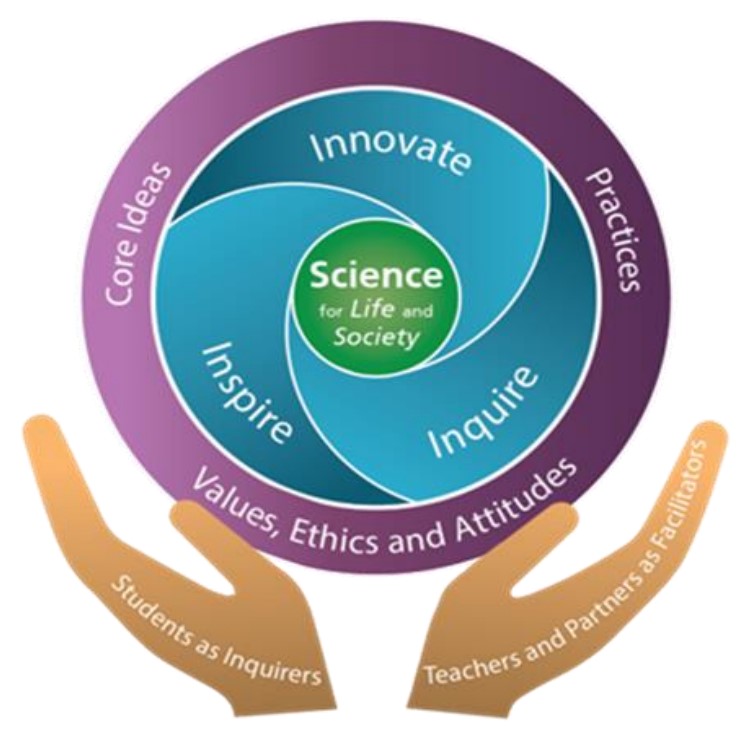 Innovate
Core Ideas
Practices
Science
for Life and
Society
Inspire
Inquire
Values, Ethics and Attitudes
Students as Inquirers
Teachers and Partners as Facilitators